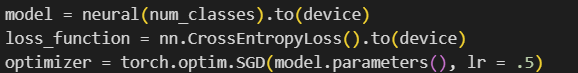 model = neural(num_classes).to(device)
loss_function = nn.CrossEntropyLoss().to(device)
optimizer = torch.optim.SGD(model.parameters(), lr = .5)